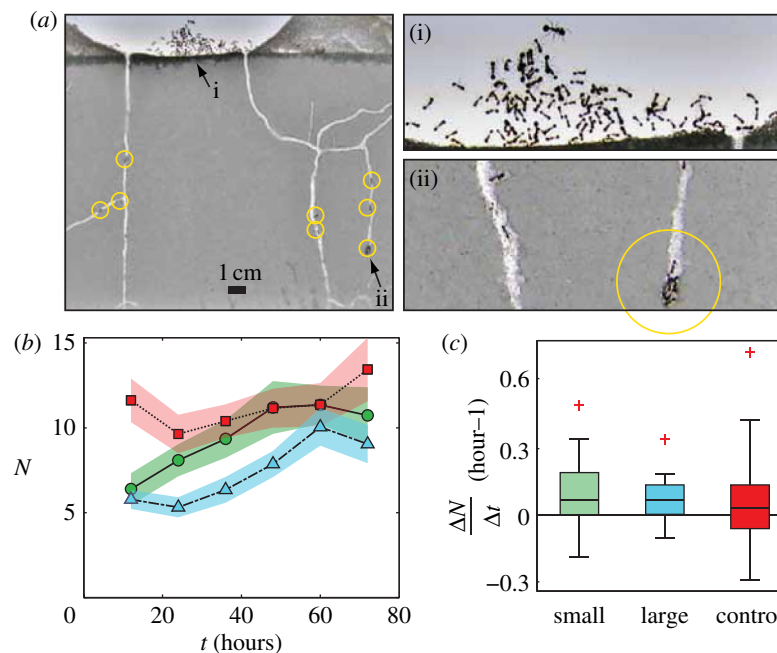 (a)
i
1 cm
ii
(i)
(ii)
(b)
15
10
5
N
0
20
40
60
80
t (hours)
(c)
0.6
0.3
0
−0.3
ΔN
Δt
(hour–1)
small
large
contro